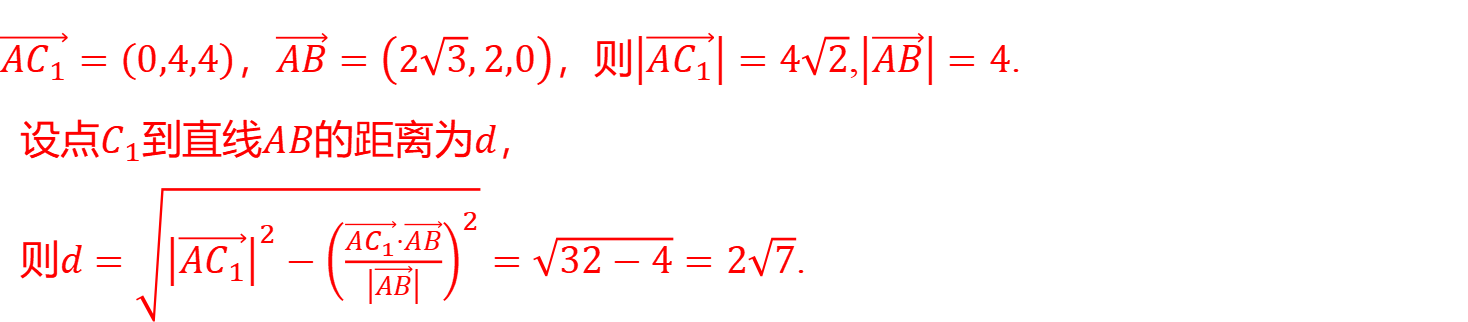 $\overrightarrow{AC_1} = (0,4,4)$, $\overrightarrow{AB} = (2\sqrt{3},2,0)$, 则$|\overrightarrow{AC_1}| = 4\sqrt{2},|\overrightarrow{AB}| = 4.$
设点$C_1$到直线$AB$的距离为$d$,
则$d = \sqrt{|\overrightarrow{AC_1}|^2 - \left(\frac{\overrightarrow{AC_1}\cdot\overrightarrow{AB}}{|\overrightarrow{AB}|}\right)^2} = \sqrt{32-4} = 2\sqrt{7}.$